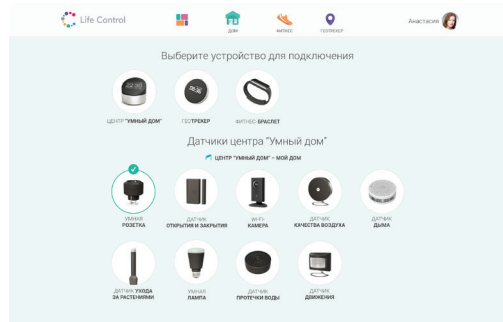 Life Control
ДОМ
ФИТНЕС
ГЕОТРЕКЕР
Анастасия
Выберите устройство для подключения
ЦЕНТР "УМНЫЙ ДОМ"
ГЕОТРЕКЕР
ФИТНЕС-БРАСЛЕТ
Датчики центра "Умный дом"
ЦЕНТР "УМНЫЙ ДОМ" - МОЙ ДОМ
УМНАЯ
РОЗЕТКА
ДАТЧИК
ОТКРЫТИЯ И ЗАКРЫТИЯ
WI-FI-
КАМЕРА
ДАТЧИК
КАЧЕСТВА ВОЗДУХА
ДАТЧИК
ДЫМА
ДАТЧИК УХОДА
ЗА РАСТЕНИЯМИ
УМНАЯ
ЛАМПА
ДАТЧИК
ПРОТЕЧКИ ВОДЫ
ДАТЧИК
ДВИЖЕНИЯ